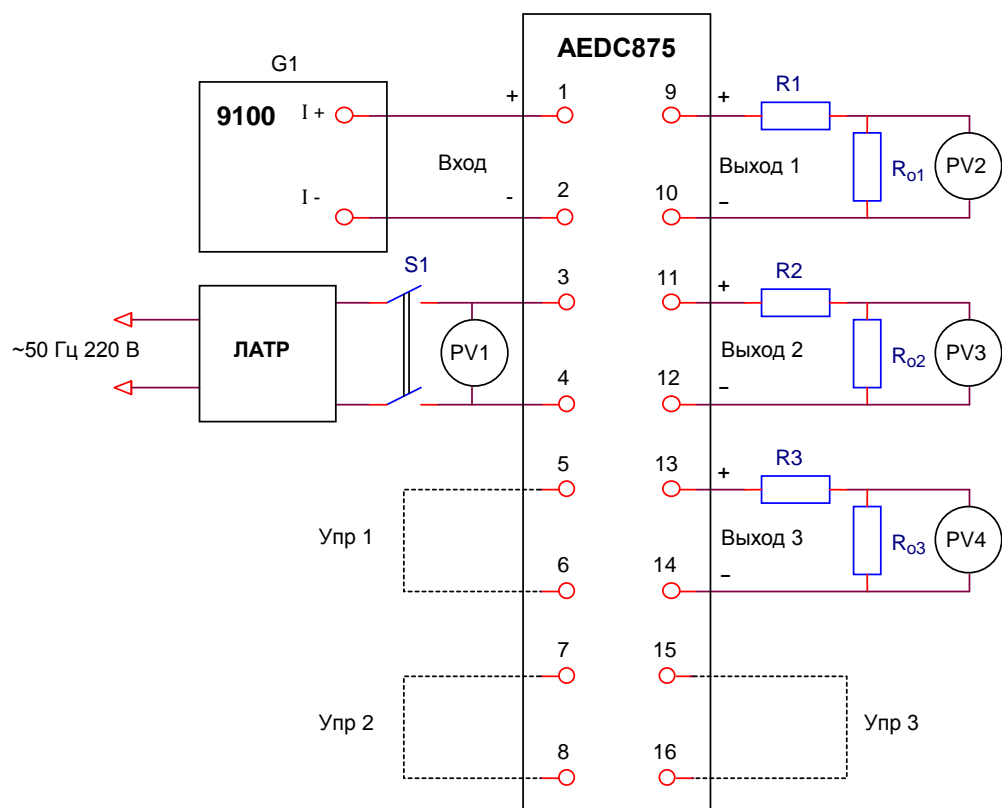 AEDC875
G1
9100
I +
I -
+
Вход
-
1
2
3
4
5
6
7
8
9
10
11
12
13
14
15
16
+
R1
Выход 1
Ro1
PV2
–
S1
~50 Гц 220 В
ЛАТР
PV1
+
R2
Выход 2
Ro2
PV3
–
Упр 1
+
R3
Выход 3
Ro3
PV4
–
Упр 2
Упр 3